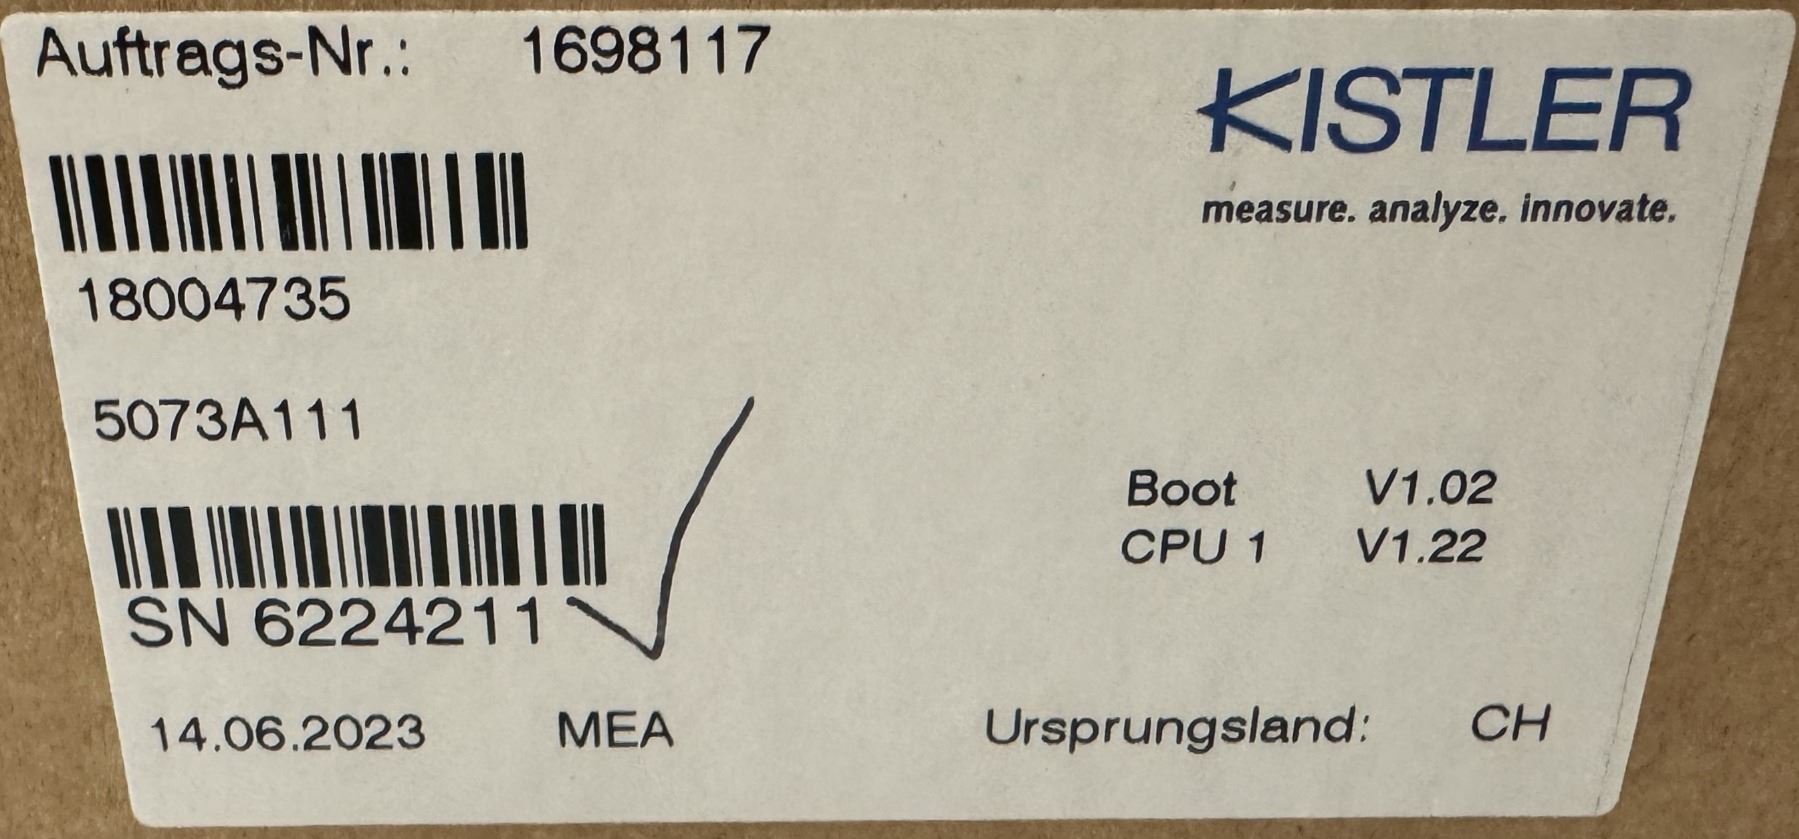 Auftrags-Nr.: 1698117
KISTLER
measure. analyze. innovate.
18004735
5073A111
Boot V1.02
CPU 1 V1.22
SN 6224211
14.06.2023 MEA Ursprungsland: CH